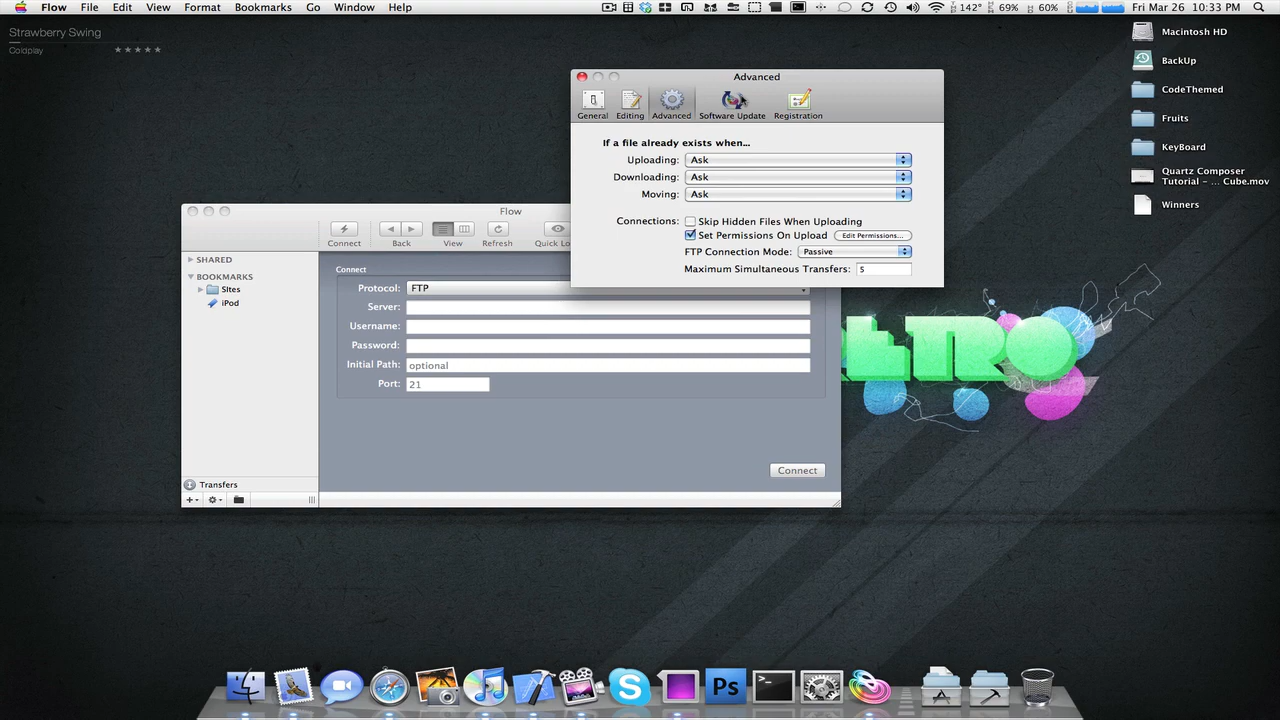 Flow File Edit View Format Bookmarks Go Window Help 142° 69% 60% Fri Mar 26 10:33 PM
Strawberry Swing
Coldplay
★★★★★
Macintosh HD
BackUp
CodeThemed
Fruits
KeyBoard
Quartz Composer
Tutorial - ... Cube.mov
Winners
Advanced
General Editing Advanced Software Update Registration
If a file already exists when...
Uploading: Ask
Downloading: Ask
Moving: Ask
Connections: Skip Hidden Files When Uploading
Set Permissions On Upload Edit Permissions...
FTP Connection Mode: Passive
Maximum Simultaneous Transfers: 5
Flow
Connect Back View Refresh Quick Lo
SHARED
BOOKMARKS
SItes
iPod
Connect
Protocol: FTP
Server:
Username:
Password:
Initial Path: optional
Port: 21
Connect
Transfers
TRO
Ps